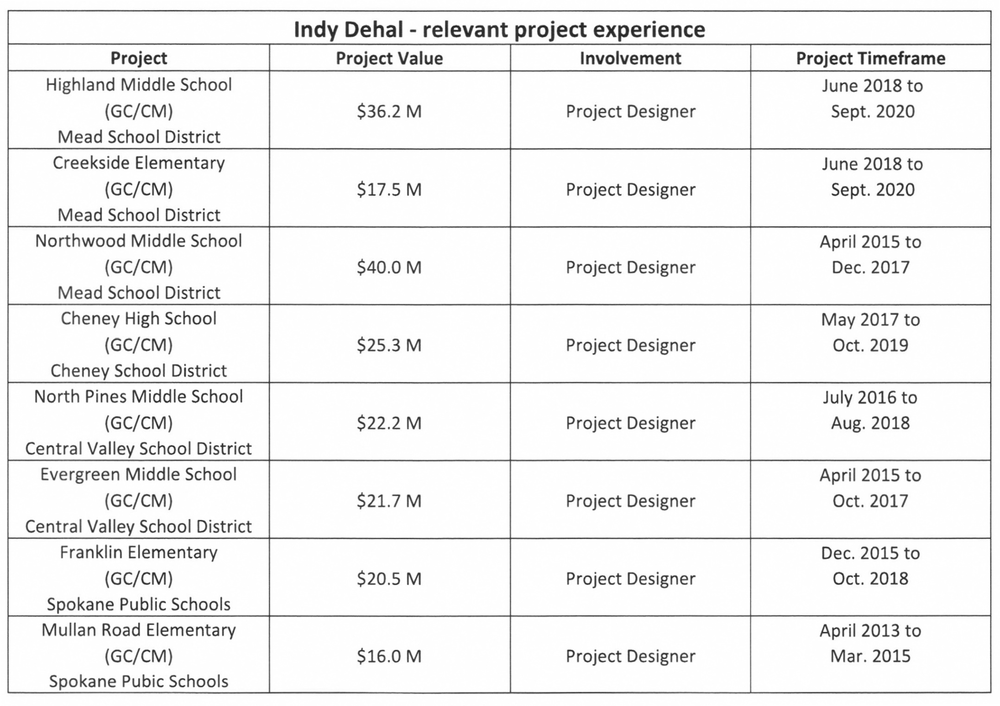 Indy Dehal - relevant project experience
Project Project Value Involvement Project Timeframe
Highland Middle School
(GC/CM)
Mead School District
$36.2 M
Project Designer
June 2018 to
Sept. 2020
Creekside Elementary
(GC/CM)
Mead School District
$17.5 M
Project Designer
June 2018 to
Sept. 2020
Northwood Middle School
(GC/CM)
Mead School District
$40.0 M
Project Designer
April 2015 to
Dec. 2017
Cheney High School
(GC/CM)
Cheney School District
$25.3 M
Project Designer
May 2017 to
Oct. 2019
North Pines Middle School
(GC/CM)
Central Valley School District
$22.2 M
Project Designer
July 2016 to
Aug. 2018
Evergreen Middle School
(GC/CM)
Central Valley School District
$21.7 M
Project Designer
April 2015 to
Oct. 2017
Franklin Elementary
(GC/CM)
Spokane Public Schools
$20.5 M
Project Designer
Dec. 2015 to
Oct. 2018
Mullan Road Elementary
(GC/CM)
Spokane Pubic Schools
$16.0 M
Project Designer
April 2013 to
Mar. 2015